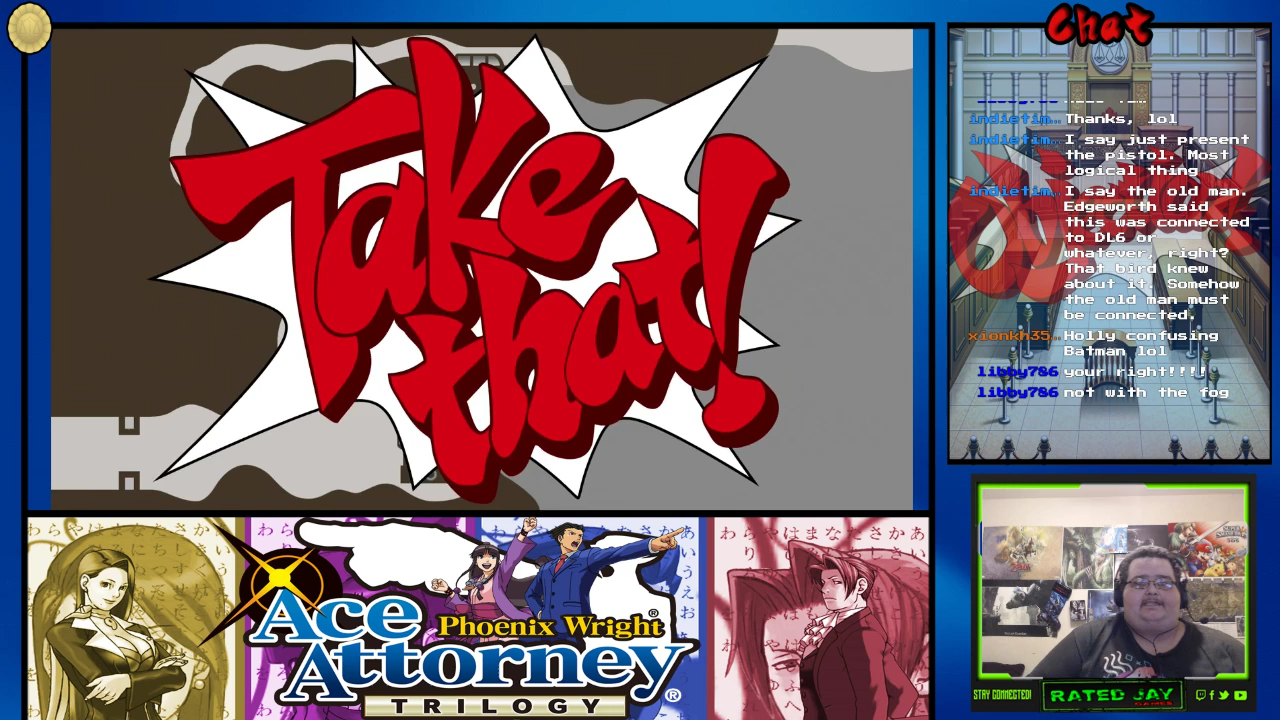 Chat
Take
that!
indietim… Thanks, lol
indietim… I say just present
the pistol. Most
logical thing
indietim… I say the old man.
Edgeworth said
this was connected
to DL6 or
whatever, right?
That bird knew
about it. Somehow
the old man must
be connected.
xionkh35… Holly confusing
Batman lol
libby786 your right!!!!
libby786 not with the fog
Phoenix Wright®
Ace
Attorney®
TRILOGY
STAY CONNECTED!
RATED JAY
GAMES